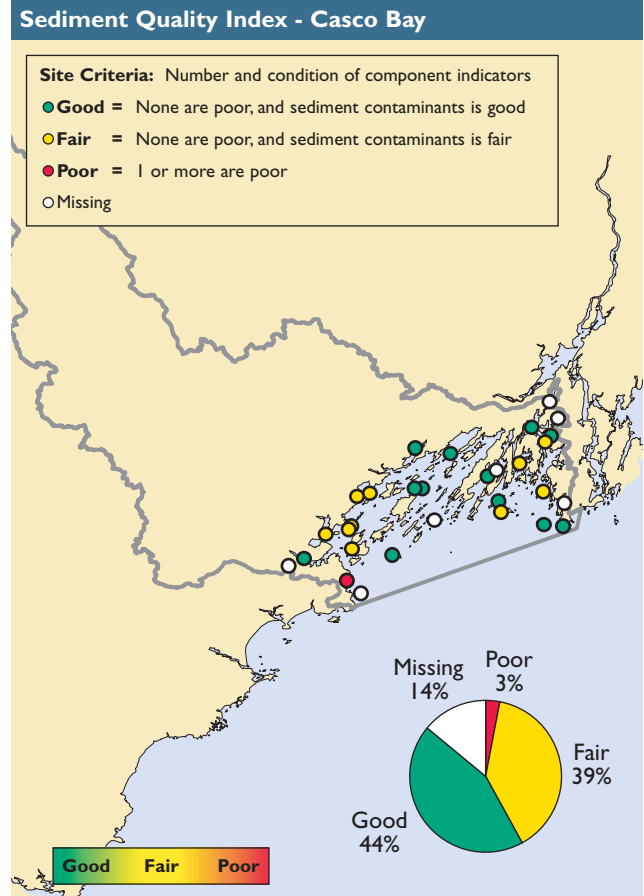 Sediment Quality Index - Casco Bay
Site Criteria: Number and condition of component indicators
Good = None are poor, and sediment contaminants is good
Fair = None are poor, and sediment contaminants is fair
Poor = 1 or more are poor
Missing
Missing
14%
Poor
3%
Fair
39%
Good
44%
Good Fair Poor